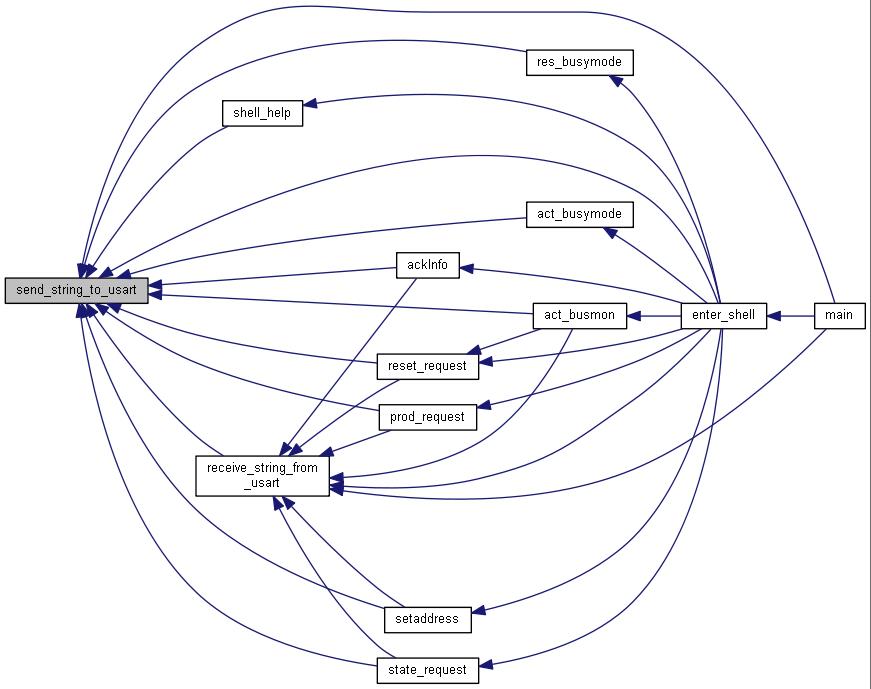 res_busymode
shell_help
act_busymode
ackInfo
send_string_to_usart
act_busmon
enter_shell
main
reset_request
prod_request
receive_string_from
_usart
setaddress
state_request